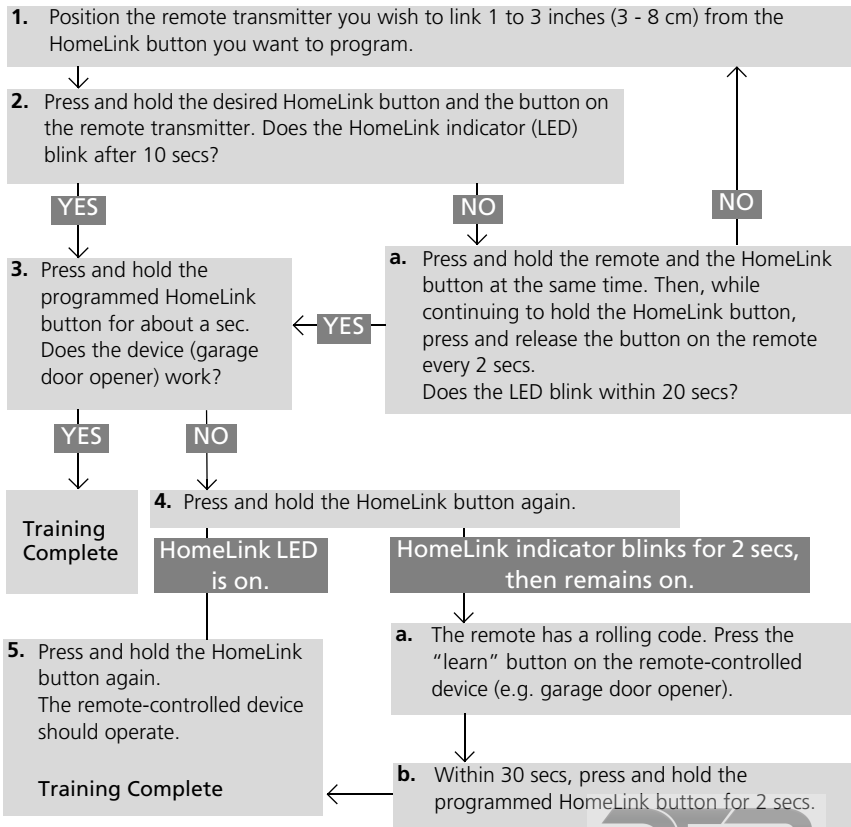 1. Position the remote transmitter you wish to link 1 to 3 inches (3 - 8 cm) from the
HomeLink button you want to program.
2. Press and hold the desired HomeLink button and the button on
the remote transmitter. Does the HomeLink indicator (LED)
blink after 10 secs?
YES
NO
NO
3. Press and hold the
programmed HomeLink
button for about a sec.
Does the device (garage
door opener) work?
YES
a. Press and hold the remote and the HomeLink
button at the same time. Then, while
continuing to hold the HomeLink button,
press and release the button on the remote
every 2 secs.
Does the LED blink within 20 secs?
YES
NO
Training
Complete
4. Press and hold the HomeLink button again.
HomeLink LED
is on.
HomeLink indicator blinks for 2 secs,
then remains on.
5. Press and hold the HomeLink
button again.
The remote-controlled device
should operate.
Training Complete
a. The remote has a rolling code. Press the
“learn” button on the remote-controlled
device (e.g. garage door opener).
b. Within 30 secs, press and hold the
programmed HomeLink button for 2 secs.